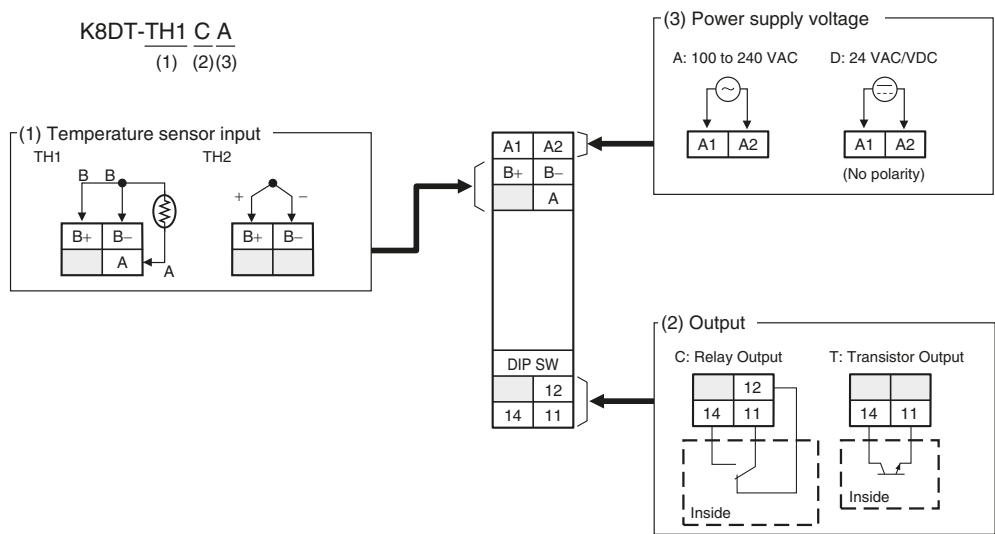 K8DT-TH1 C A
(1) (2) (3)
(1) Temperature sensor input
TH1
TH2
B B
B+ B−
A
A
+ −
B+ B−
A1 A2
B+ B−
A
DIP SW
12
14 11
(3) Power supply voltage
A: 100 to 240 VAC
D: 24 VAC/VDC
A1 A2
A1 A2
(No polarity)
(2) Output
C: Relay Output
T: Transistor Output
12
14 11
Inside
14 11
Inside